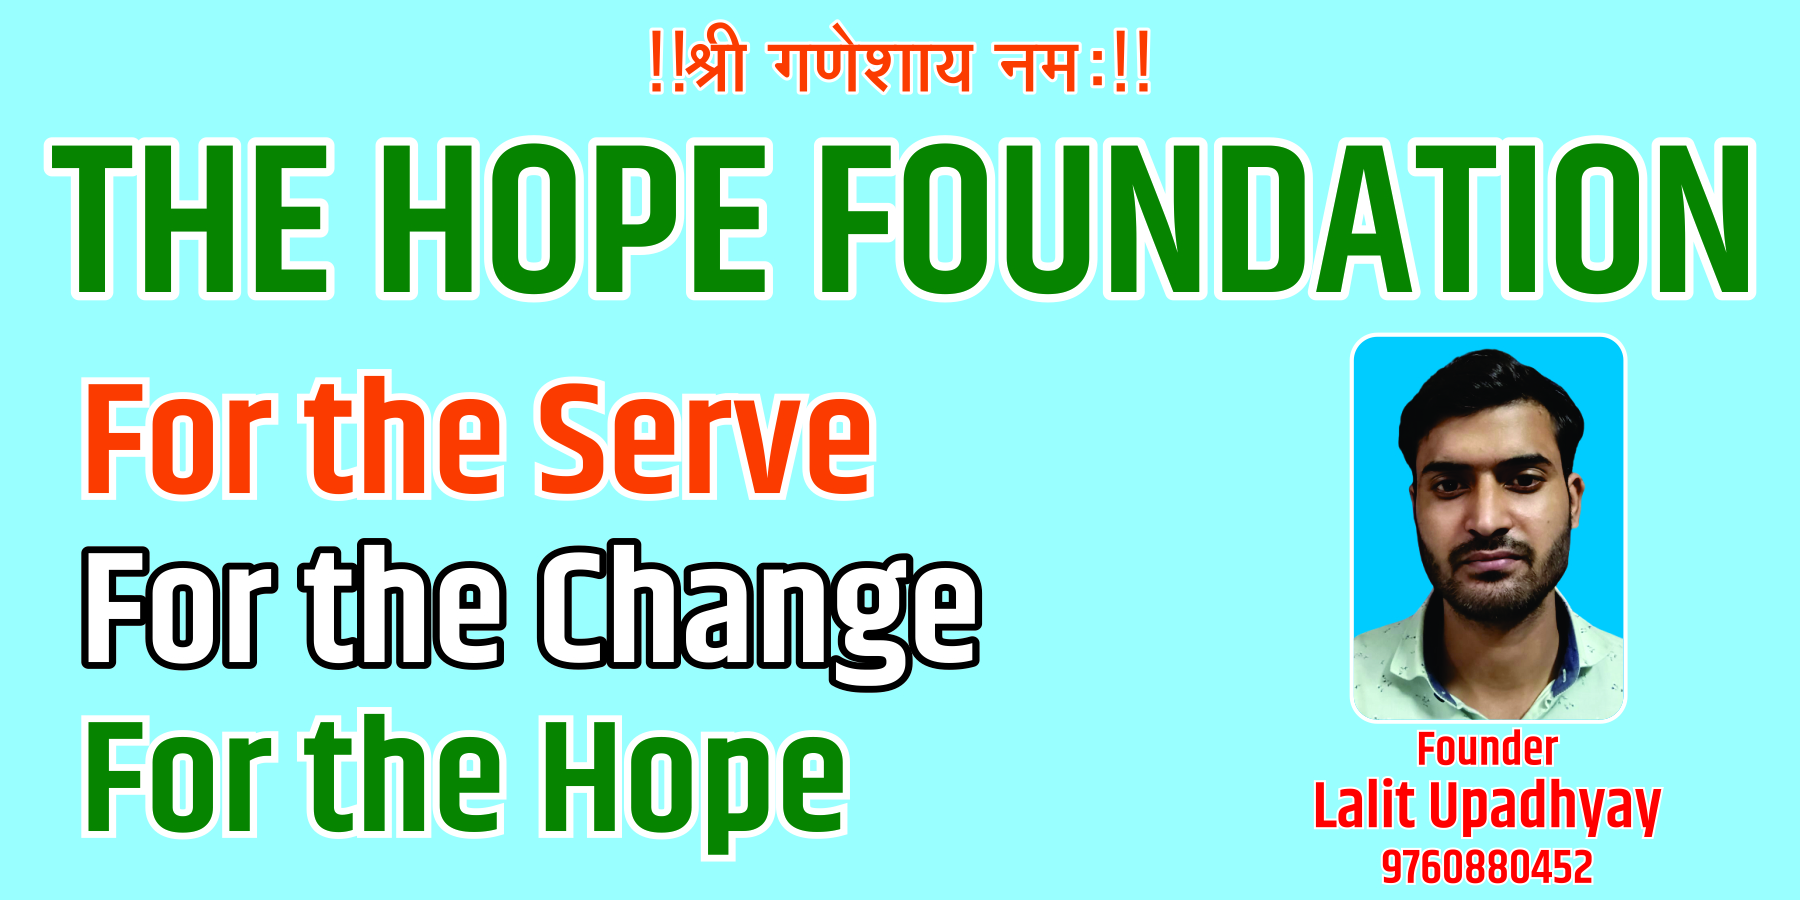 !!श्री गणेशाय नमः!!
THE HOPE FOUNDATION
For the Serve
For the Change
For the Hope
Founder
Lalit Upadhyay
9760880452